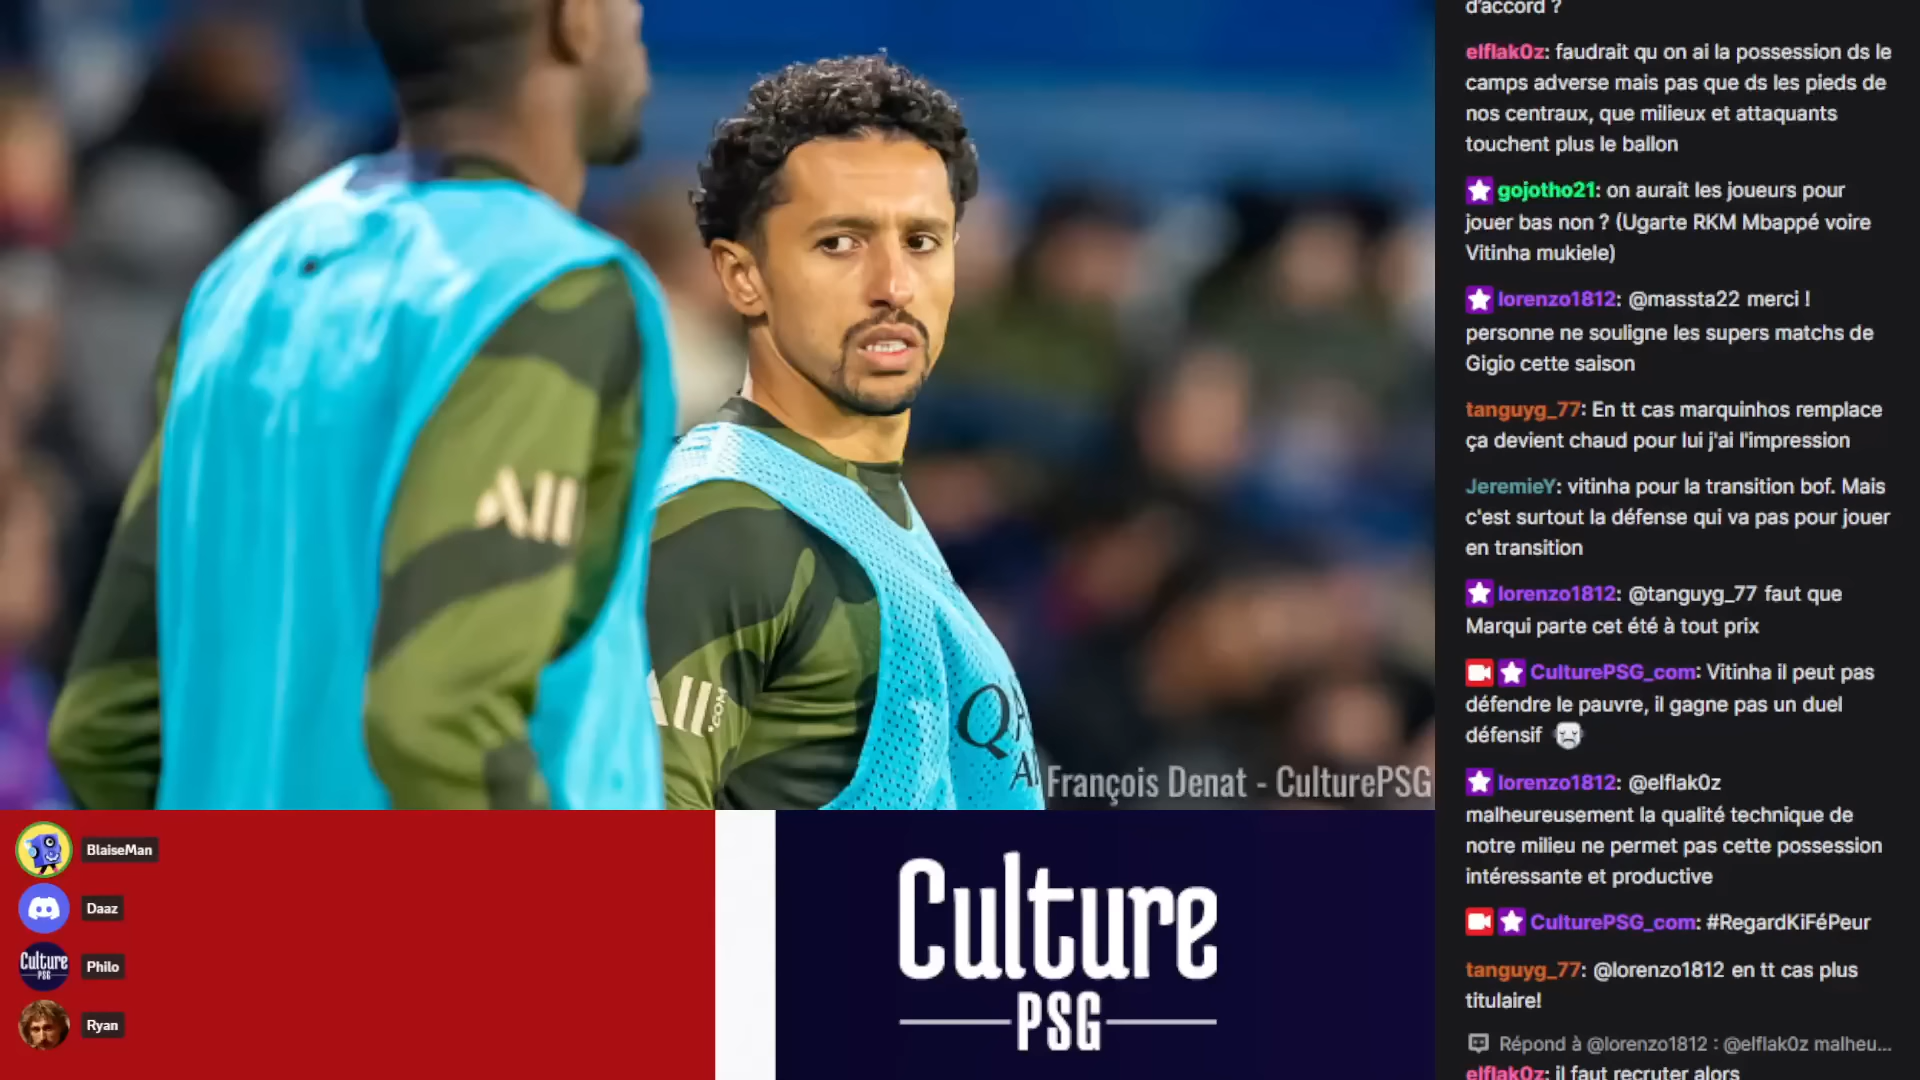 All
All.COM
François Denat - CulturePSG
BlaiseMan
Daaz
Culture
PSG
Philo
Ryan
Culture
PSG
d'accord ?
elflak0z: faudrait qu on ai la possession ds le
camps adverse mais pas que ds les pieds de
nos centraux, que milieux et attaquants
touchent plus le ballon
gojotho21: on aurait les joueurs pour
jouer bas non ? (Ugarte RKM Mbappé voire
Vitinha mukiele)
lorenzo1812: @massta22 merci !
personne ne souligne les supers matchs de
Gigio cette saison
tanguyg_77: En tt cas marquinhos remplace
ça devient chaud pour lui j'ai l'impression
JeremieY: vitinha pour la transition bof. Mais
c'est surtout la défense qui va pas pour jouer
en transition
lorenzo1812: @tanguyg_77 faut que
Marqui parte cet été à tout prix
CulturePSG_com: Vitinha il peut pas
défendre le pauvre, il gagne pas un duel
défensif
lorenzo1812: @elflak0z
malheureusement la qualité technique de
notre milieu ne permet pas cette possession
intéressante et productive
CulturePSG_com: #RegardKiFéPeur
tanguyg_77: @lorenzo1812 en tt cas plus
titulaire!
Répond à @lorenzo1812 : @elflak0z malheu...
elflak0z: il faut recruter alors